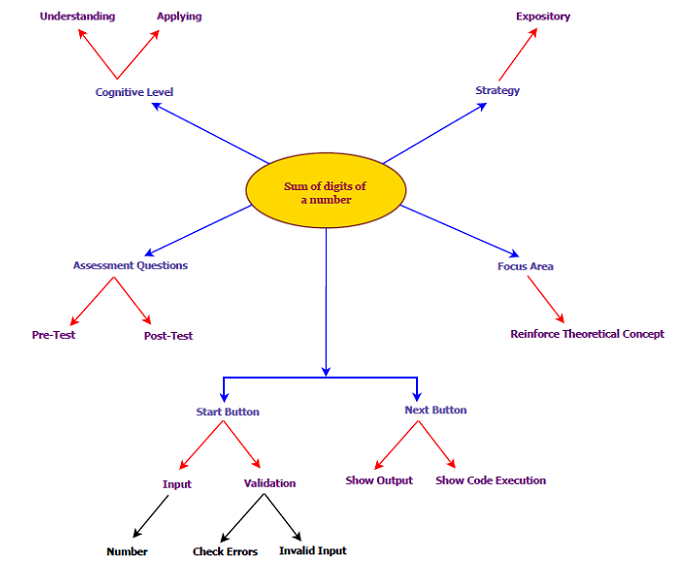 Understanding
Applying
Expository
Cognitive Level
Strategy
Sum of digits of
a number
Assessment Questions
Focus Area
Pre-Test
Post-Test
Reinforce Theoretical Concept
Start Button
Next Button
Input
Validation
Show Output
Show Code Execution
Number
Check Errors
Invalid Input